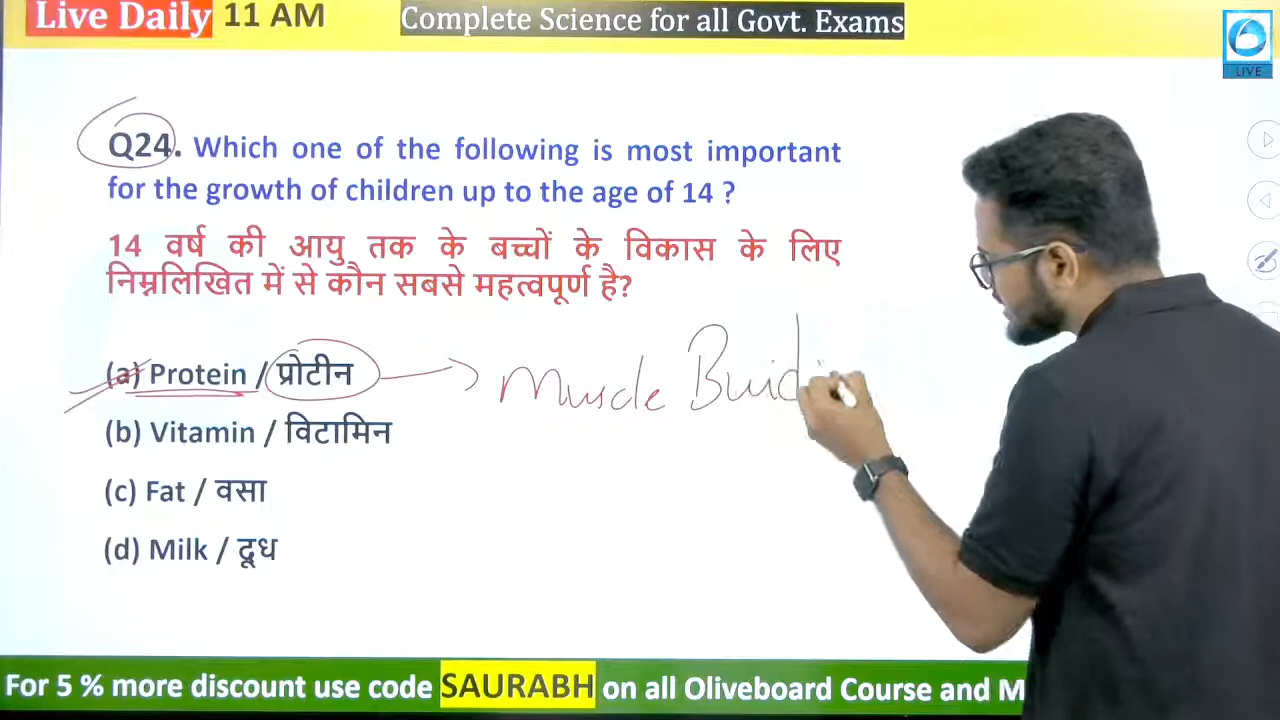 Live Daily 11 AM
Complete Science for all Govt. Exams
LIVE
Q24. Which one of the following is most important
for the growth of children up to the age of 14 ?
14 वर्ष की आयु तक के बच्चों के विकास के लिए
निम्नलिखित में से कौन सबसे महत्वपूर्ण है?
(a) Protein / प्रोटीन
Muscle Buid
(b) Vitamin / विटामिन
(c) Fat / वसा
(d) Milk / दूध
For 5 % more discount use code SAURABH on all Oliveboard Course and M